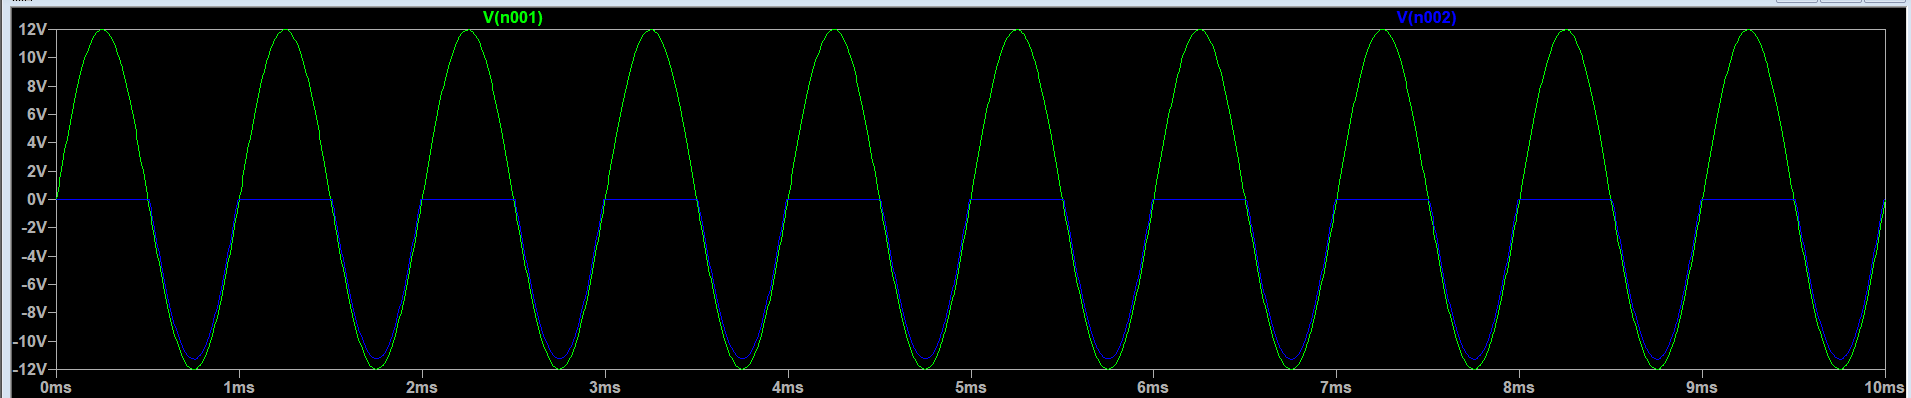 V(n001) V(n002)
12V
10V
8V
6V
4V
2V
0V
-2V
-4V
-6V
-8V
-10V
-12V
0ms 1ms 2ms 3ms 4ms 5ms 6ms 7ms 8ms 9ms 10ms